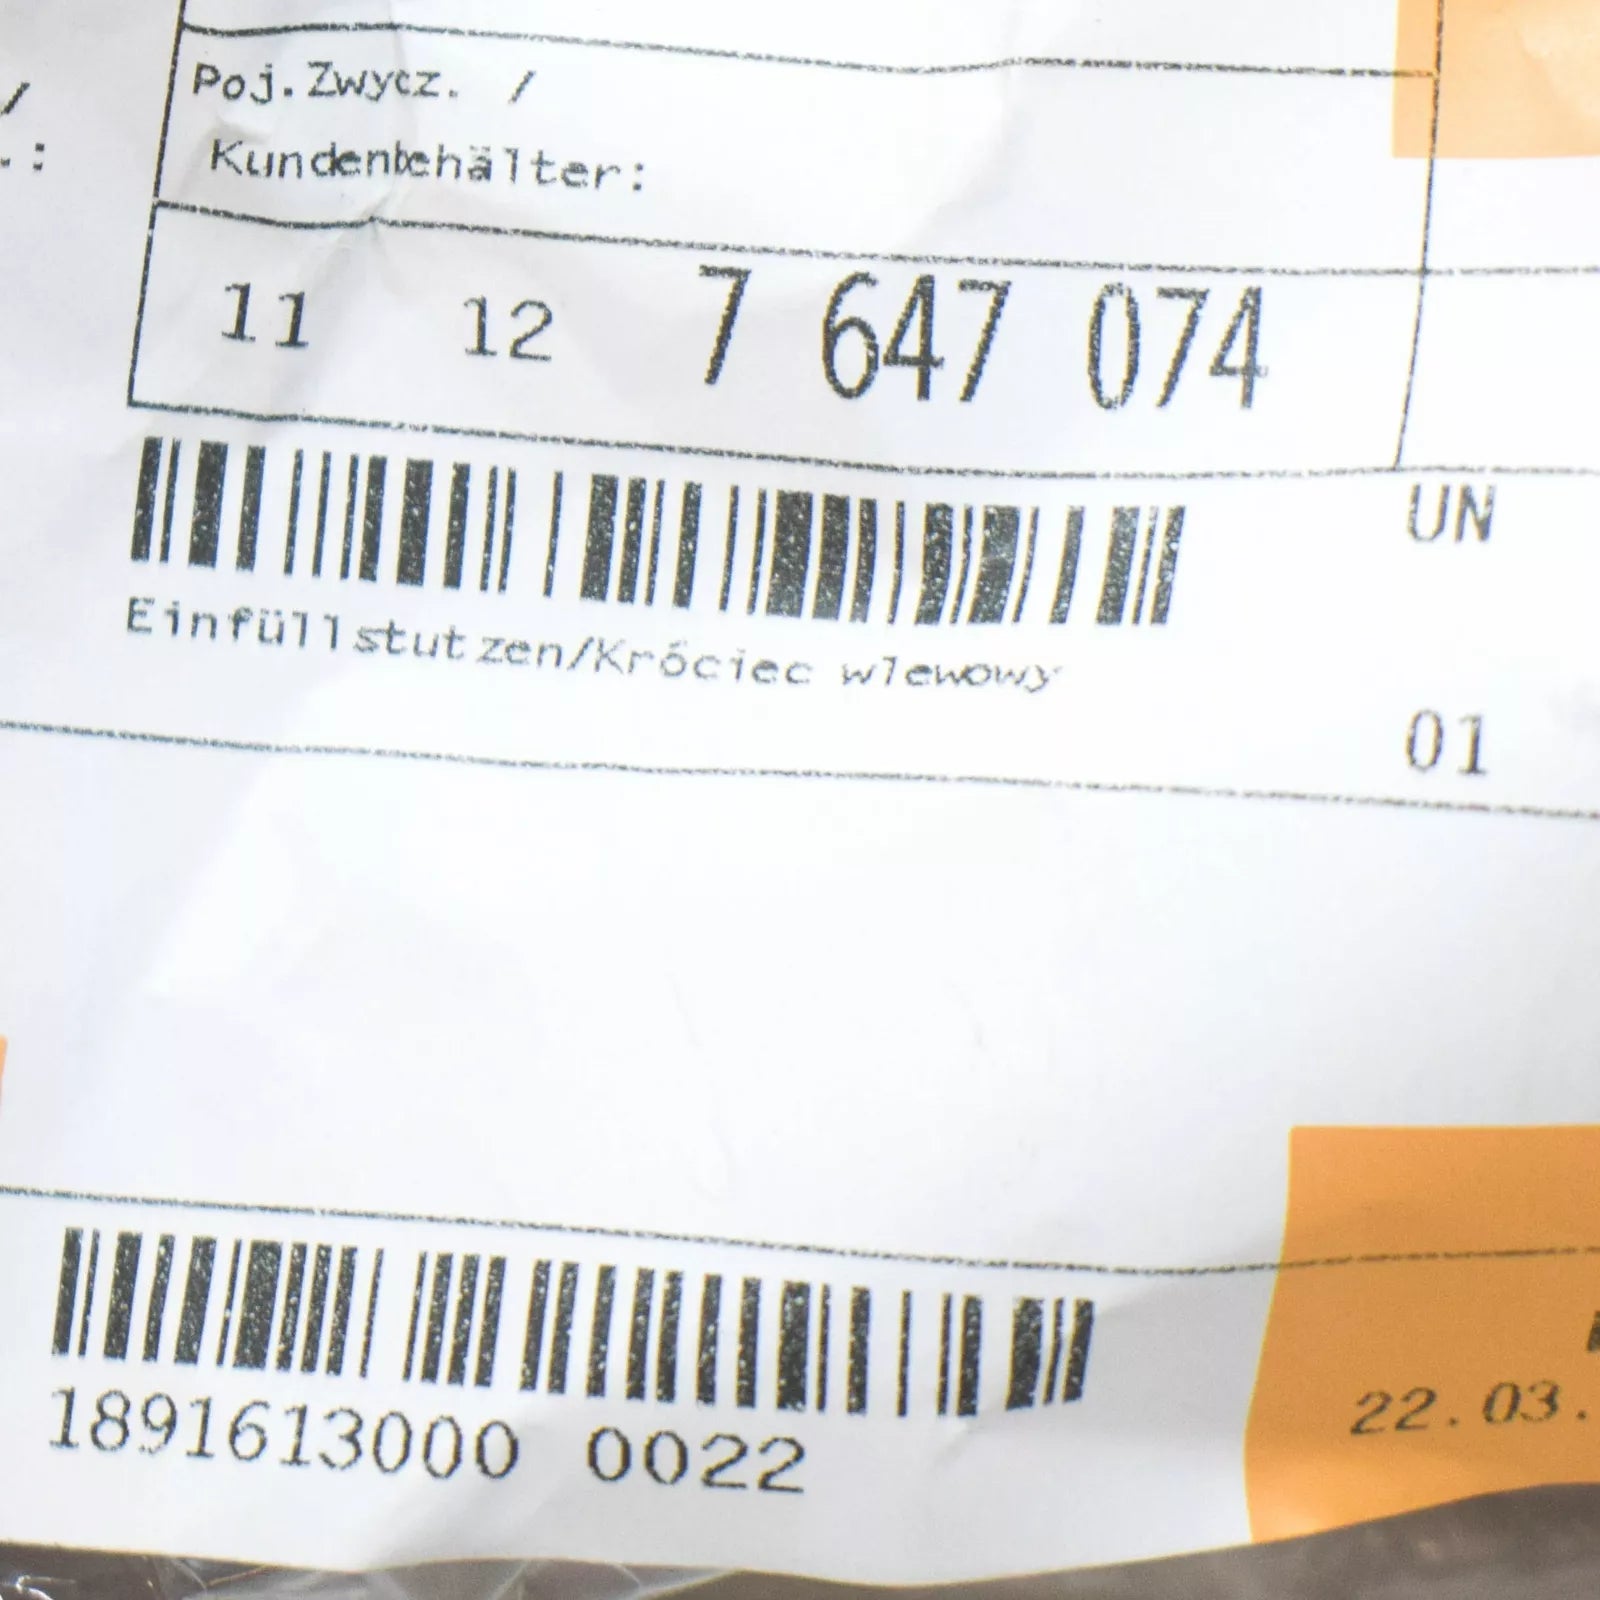 /
.:
Poj.Zwycz. /
Kundenbehälter:
11 12 7 647 074
UN
Einfüllstutzen/Króciec wlewowy
01
1891613000 0022
22.03.